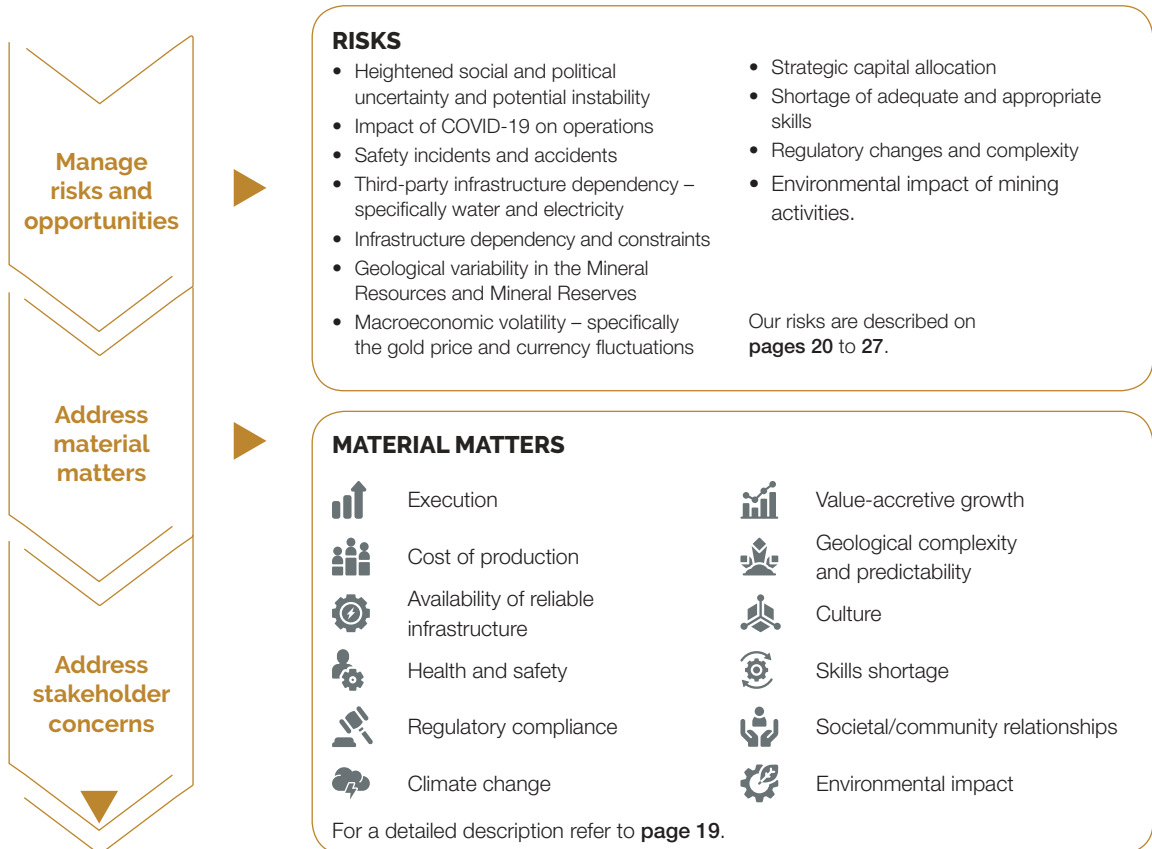 Manage
risks and
opportunities
RISKS
• Heightened social and political
uncertainty and potential instability
• Impact of COVID-19 on operations
• Safety incidents and accidents
• Third-party infrastructure dependency –
specifically water and electricity
• Infrastructure dependency and constraints
• Geological variability in the Mineral
Resources and Mineral Reserves
• Macroeconomic volatility – specifically
the gold price and currency fluctuations
• Strategic capital allocation
• Shortage of adequate and appropriate
skills
• Regulatory changes and complexity
• Environmental impact of mining
activities.
Our risks are described on
pages 20 to 27.
Address
material
matters
MATERIAL MATTERS
Execution
Cost of production
Availability of reliable
infrastructure
Health and safety
Regulatory compliance
Climate change
Value-accretive growth
Geological complexity
and predictability
Culture
Skills shortage
Societal/community relationships
Environmental impact
For a detailed description refer to page 19.
Address
stakeholder
concerns